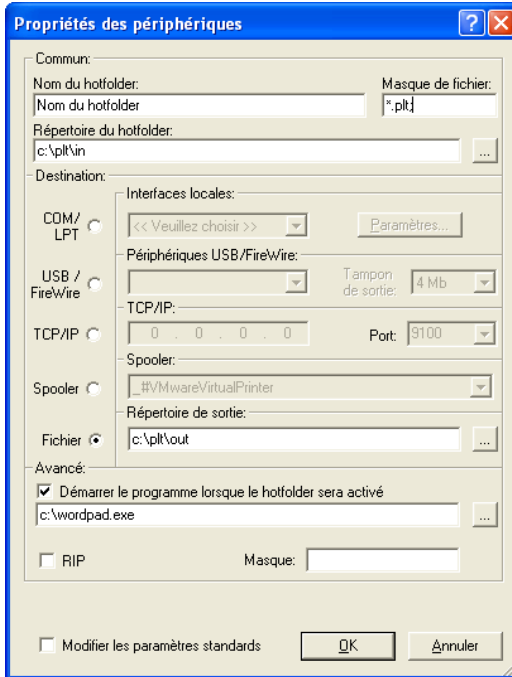 Propriétés des périphériques
Commun:
Nom du hotfolder: Masque de fichier:
Nom du hotfolder *.plt;
Répertoire du hotfolder:
c:\plt\in ...
Destination:
Interfaces locales:
COM/
LPT << Veuillez choisir >> Paramètres...
Périphériques USB/FireWire:
USB /
FireWire Tampon
de sortie: 4 Mb
TCP/IP:
TCP/IP 0 . 0 . 0 . 0 Port: 9100
Spooler:
Spooler _#VMwareVirtualPrinter
Répertoire de sortie:
Fichier c:\plt\out ...
Avancé:
Démarrer le programme lorsque le hotfolder sera activé
c:\wordpad.exe ...
RIP Masque:
Modifier les paramètres standards OK Annuler